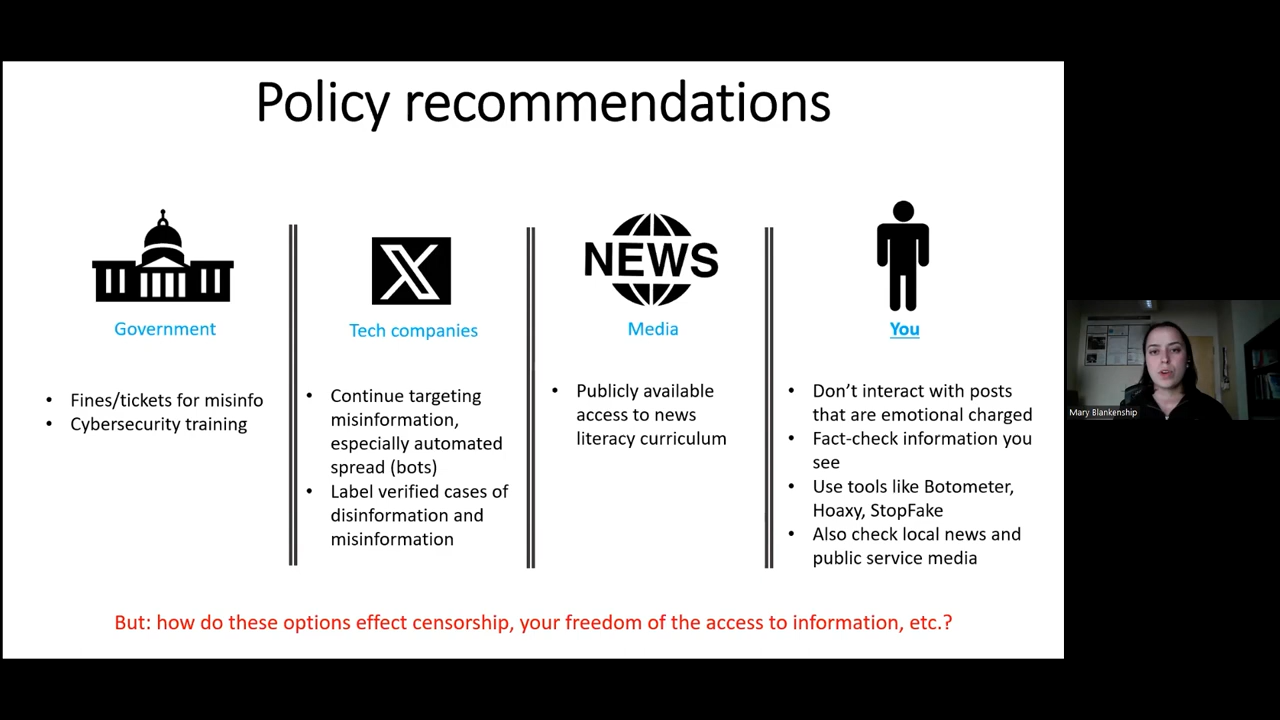 Policy recommendations
NEWS
Government
Tech companies
Media
You
• Fines/tickets for misinfo
• Cybersecurity training
• Continue targeting
misinformation,
especially automated
spread (bots)
• Label verified cases of
disinformation and
misinformation
• Publicly available
access to news
literacy curriculum
• Don’t interact with posts
that are emotional charged
• Fact-check information you
see
• Use tools like Botometer,
Hoaxy, StopFake
• Also check local news and
public service media
But: how do these options effect censorship, your freedom of the access to information, etc.?
Mary Blankenship